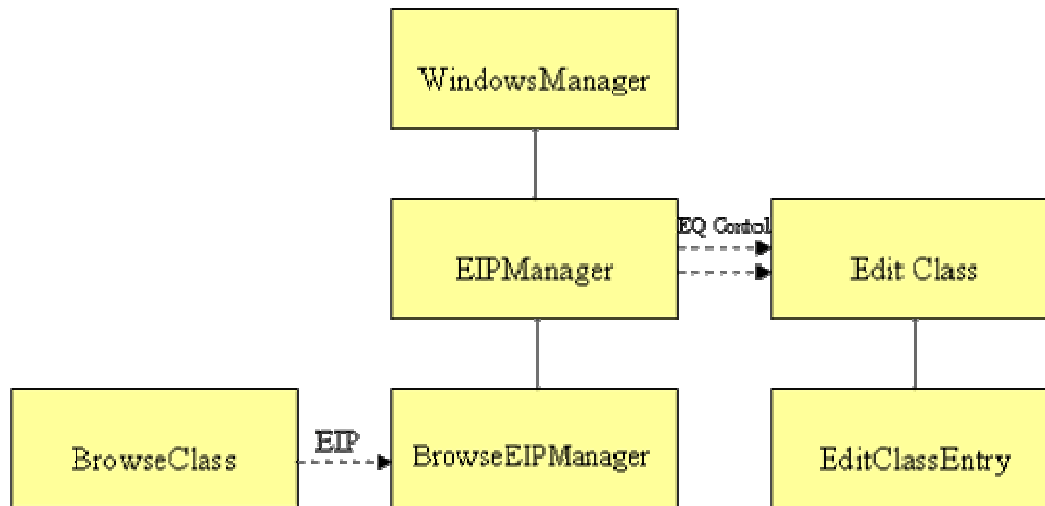 WindowsManager
EIPManager
EQ Control
Edit Class
BrowseClass
EIP
BrowseEIPManager
EditClassEntry